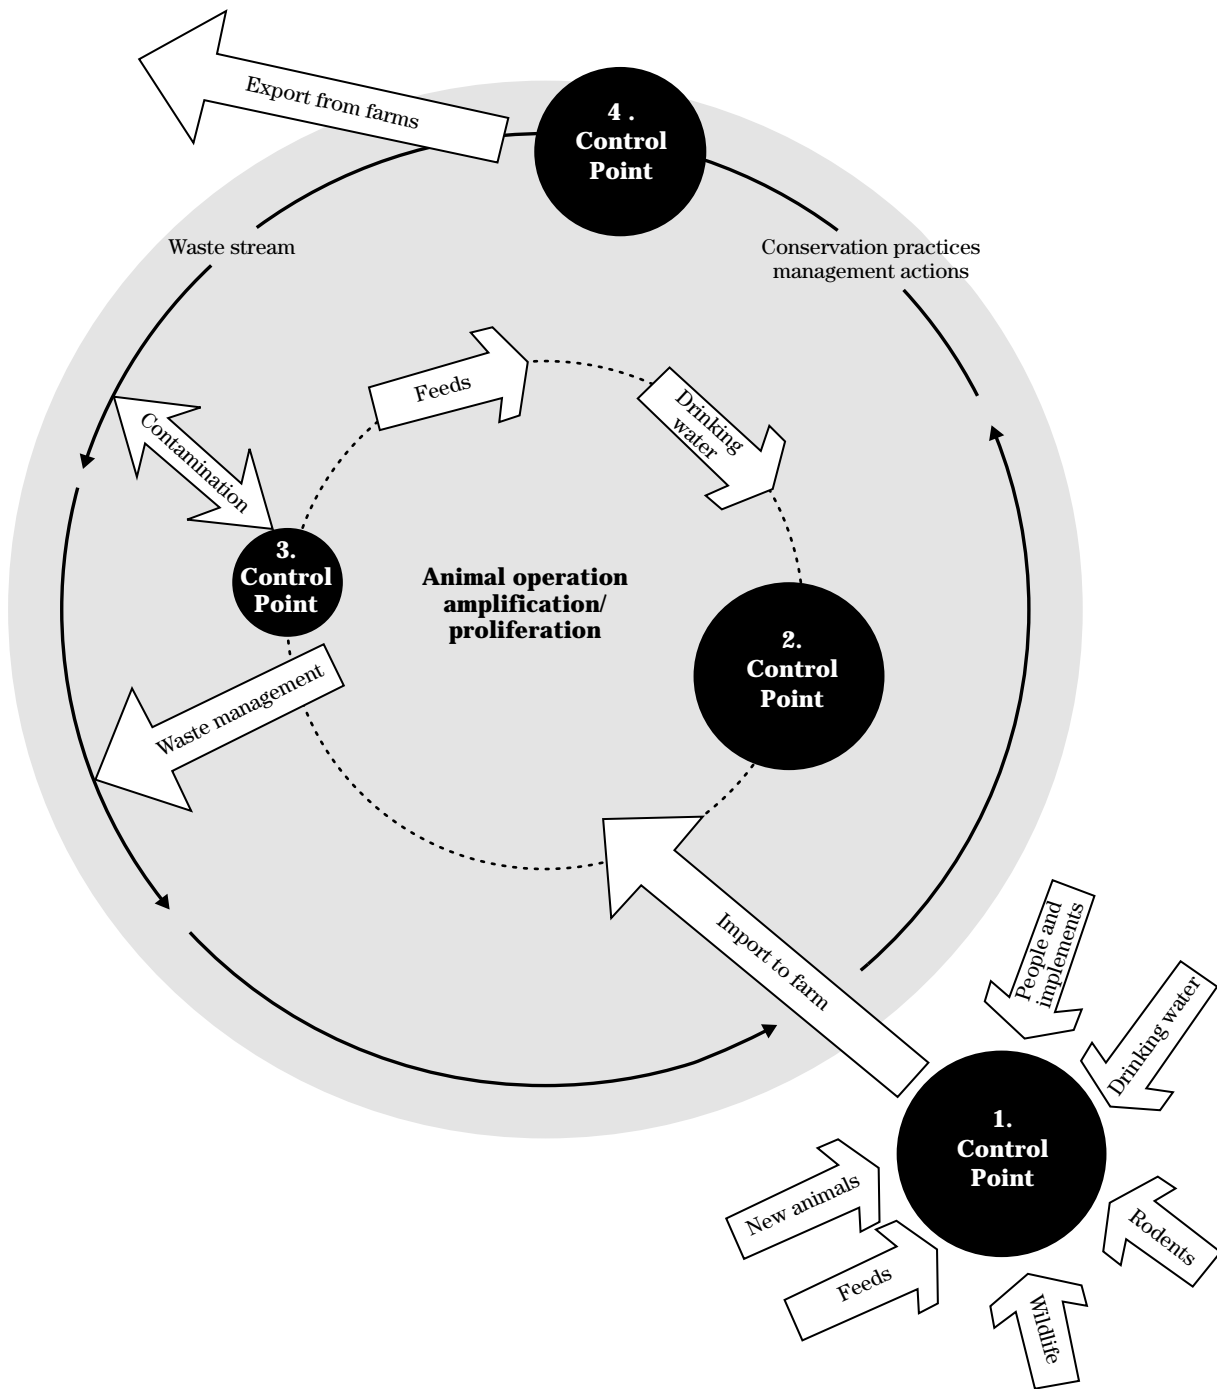 Export from farms
4 .
Control
Point
Waste stream
Conservation practices
management actions
Feeds
Drinking
water
Contamination
3.
Control
Point
Animal operation
amplification/
proliferation
2.
Control
Point
Waste management
Import to farm
People and
implements
Drinking water
1.
Control
Point
New animals
Feeds
Rodents
Wildlife